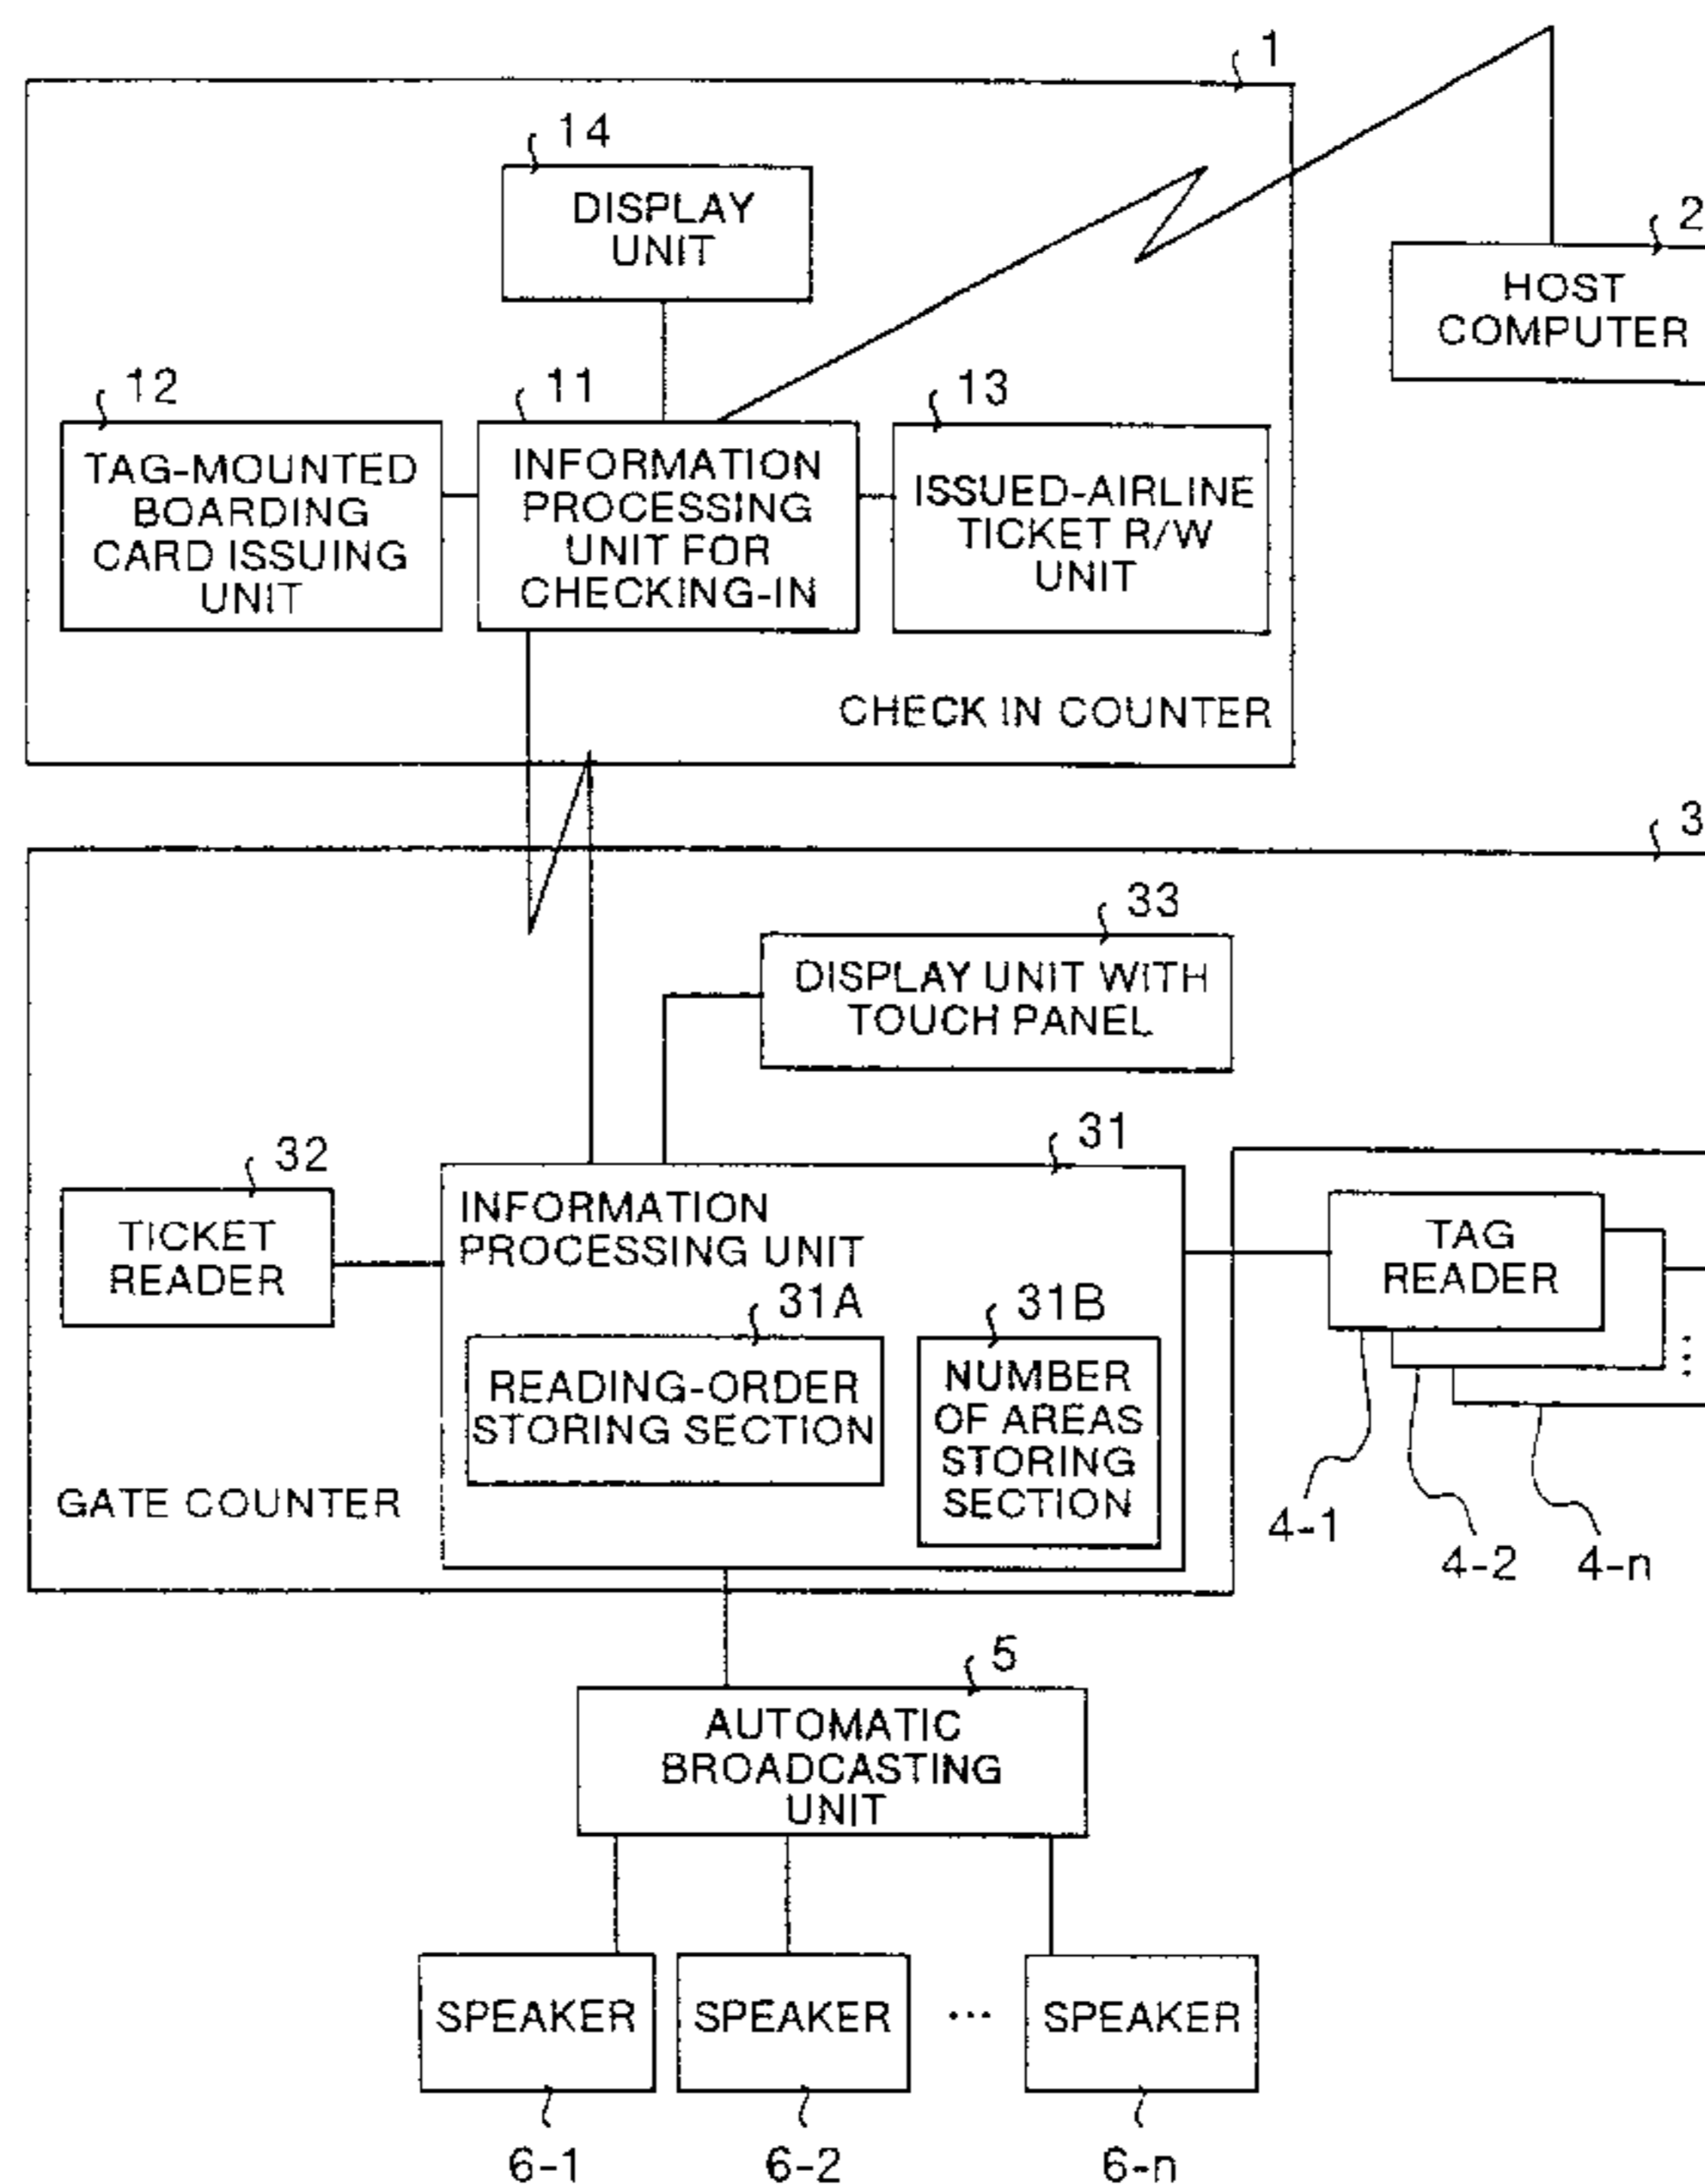 1
14
DISPLAY
UNIT
2
HOST
COMPUTER
12
11
13
TAG-MOUNTED
BOARDING
CARD ISSUING
UNIT
INFORMATION
PROCESSING
UNIT FOR
CHECKING-IN
ISSUED-AIRLINE
TICKET R/W
UNIT
CHECK IN COUNTER
3
33
DISPLAY UNIT WITH
TOUCH PANEL
31
32
TICKET
READER
INFORMATION
PROCESSING UNIT
TAG
READER
31A
31B
READING-ORDER
STORING SECTION
NUMBER
OF AREAS
STORING
SECTION
GATE COUNTER
4-1
4-2
4-n
5
AUTOMATIC
BROADCASTING
UNIT
SPEAKER
SPEAKER
...
SPEAKER
6-1
6-2
6-n